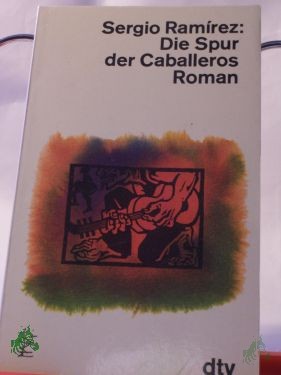 Sergio Ramírez:
Die Spur
der Caballeros
Roman
dtv